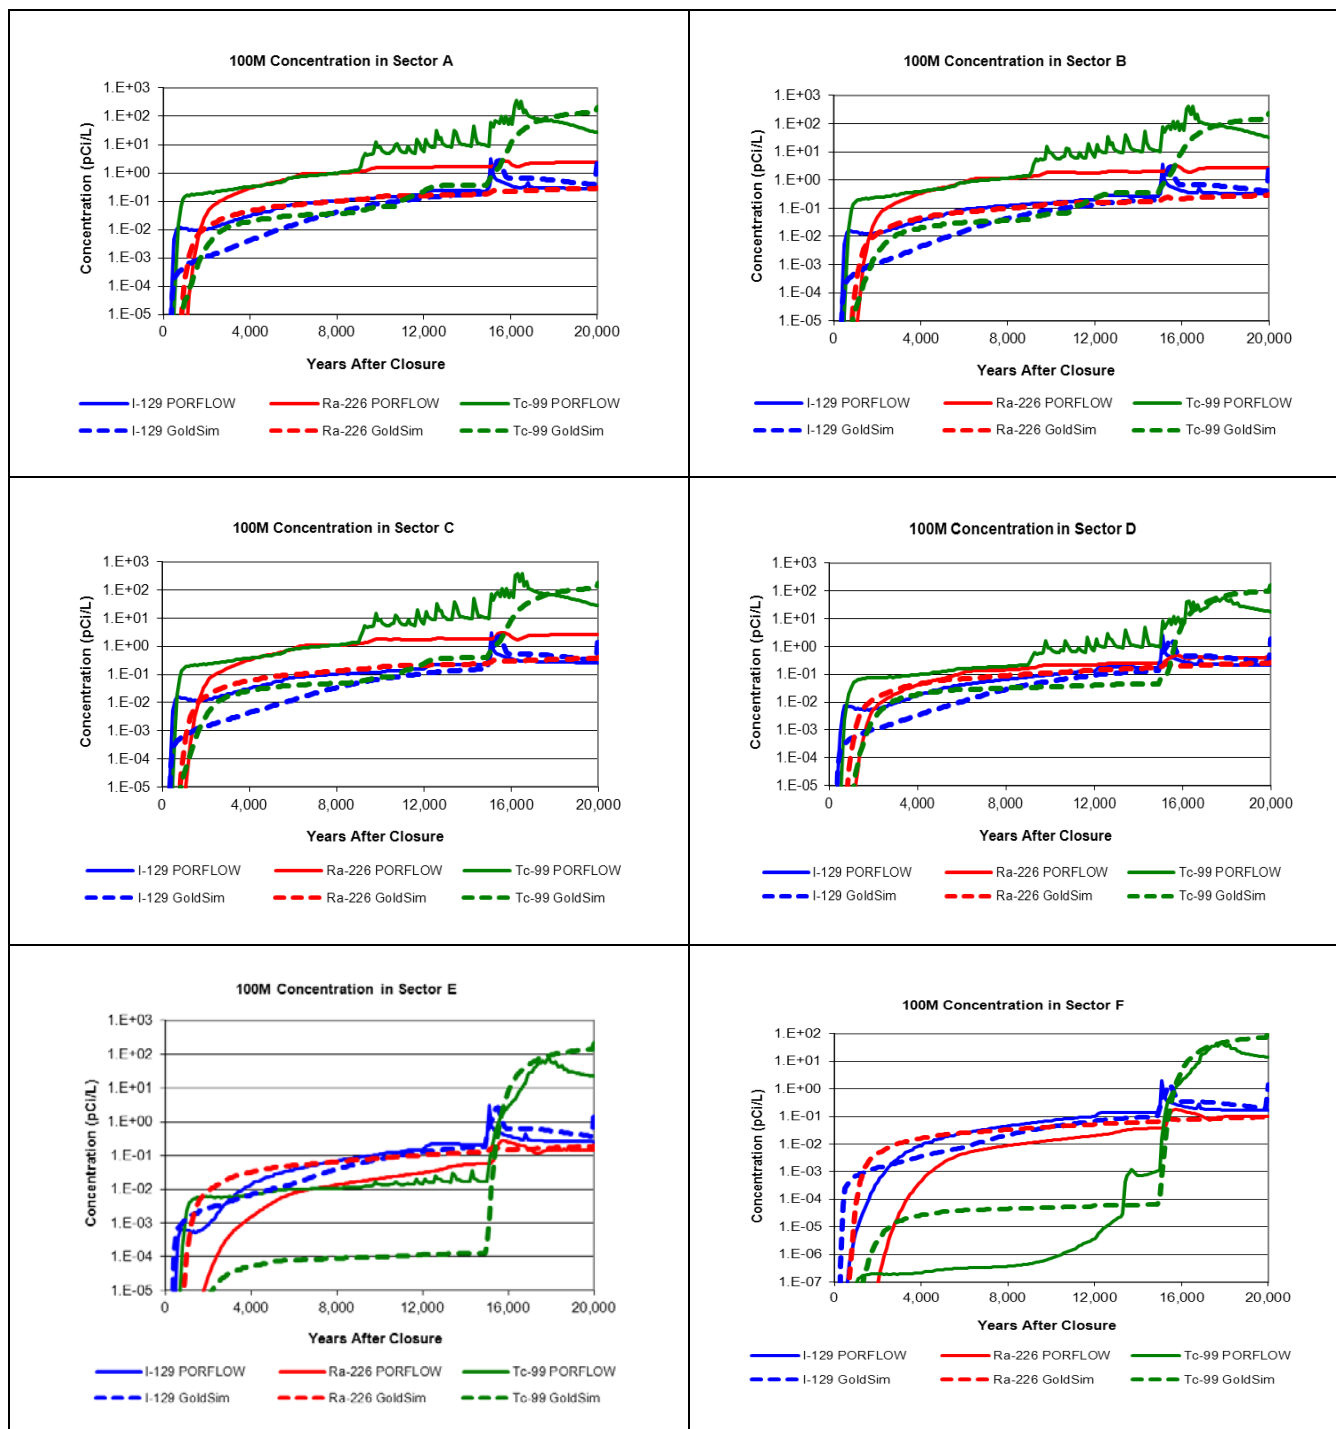 100M Concentration in Sector A
Concentration (pCi/L)
1.E+03
1.E+02
1.E+01
1.E+00
1.E-01
1.E-02
1.E-03
1.E-04
1.E-05
0 4,000 8,000 12,000 16,000 20,000
Years After Closure
I-129 PORFLOW Ra-226 PORFLOW Tc-99 PORFLOW
I-129 GoldSim Ra-226 GoldSim Tc-99 GoldSim
100M Concentration in Sector B
Concentration (pCi/L)
1.E+03
1.E+02
1.E+01
1.E+00
1.E-01
1.E-02
1.E-03
1.E-04
1.E-05
0 4,000 8,000 12,000 16,000 20,000
Years After Closure
I-129 PORFLOW Ra-226 PORFLOW Tc-99 PORFLOW
I-129 GoldSim Ra-226 GoldSim Tc-99 GoldSim
100M Concentration in Sector C
Concentration (pCi/L)
1.E+03
1.E+02
1.E+01
1.E+00
1.E-01
1.E-02
1.E-03
1.E-04
1.E-05
0 4,000 8,000 12,000 16,000 20,000
Years After Closure
I-129 PORFLOW Ra-226 PORFLOW Tc-99 PORFLOW
I-129 GoldSim Ra-226 GoldSim Tc-99 GoldSim
100M Concentration in Sector D
Concentration (pCi/L)
1.E+03
1.E+02
1.E+01
1.E+00
1.E-01
1.E-02
1.E-03
1.E-04
1.E-05
0 4,000 8,000 12,000 16,000 20,000
Years After Closure
I-129 PORFLOW Ra-226 PORFLOW Tc-99 PORFLOW
I-129 GoldSim Ra-226 GoldSim Tc-99 GoldSim
100M Concentration in Sector E
Concentration (pCi/L)
1.E+03
1.E+02
1.E+01
1.E+00
1.E-01
1.E-02
1.E-03
1.E-04
1.E-05
0 4,000 8,000 12,000 16,000 20,000
Years After Closure
I-129 PORFLOW Ra-226 PORFLOW Tc-99 PORFLOW
I-129 GoldSim Ra-226 GoldSim Tc-99 GoldSim
100M Concentration in Sector F
Concentration (pCi/L)
1.E+02
1.E+01
1.E+00
1.E-01
1.E-02
1.E-03
1.E-04
1.E-05
1.E-06
1.E-07
0 4,000 8,000 12,000 16,000 20,000
Years After Closure
I-129 PORFLOW Ra-226 PORFLOW Tc-99 PORFLOW
I-129 GoldSim Ra-226 GoldSim Tc-99 GoldSim